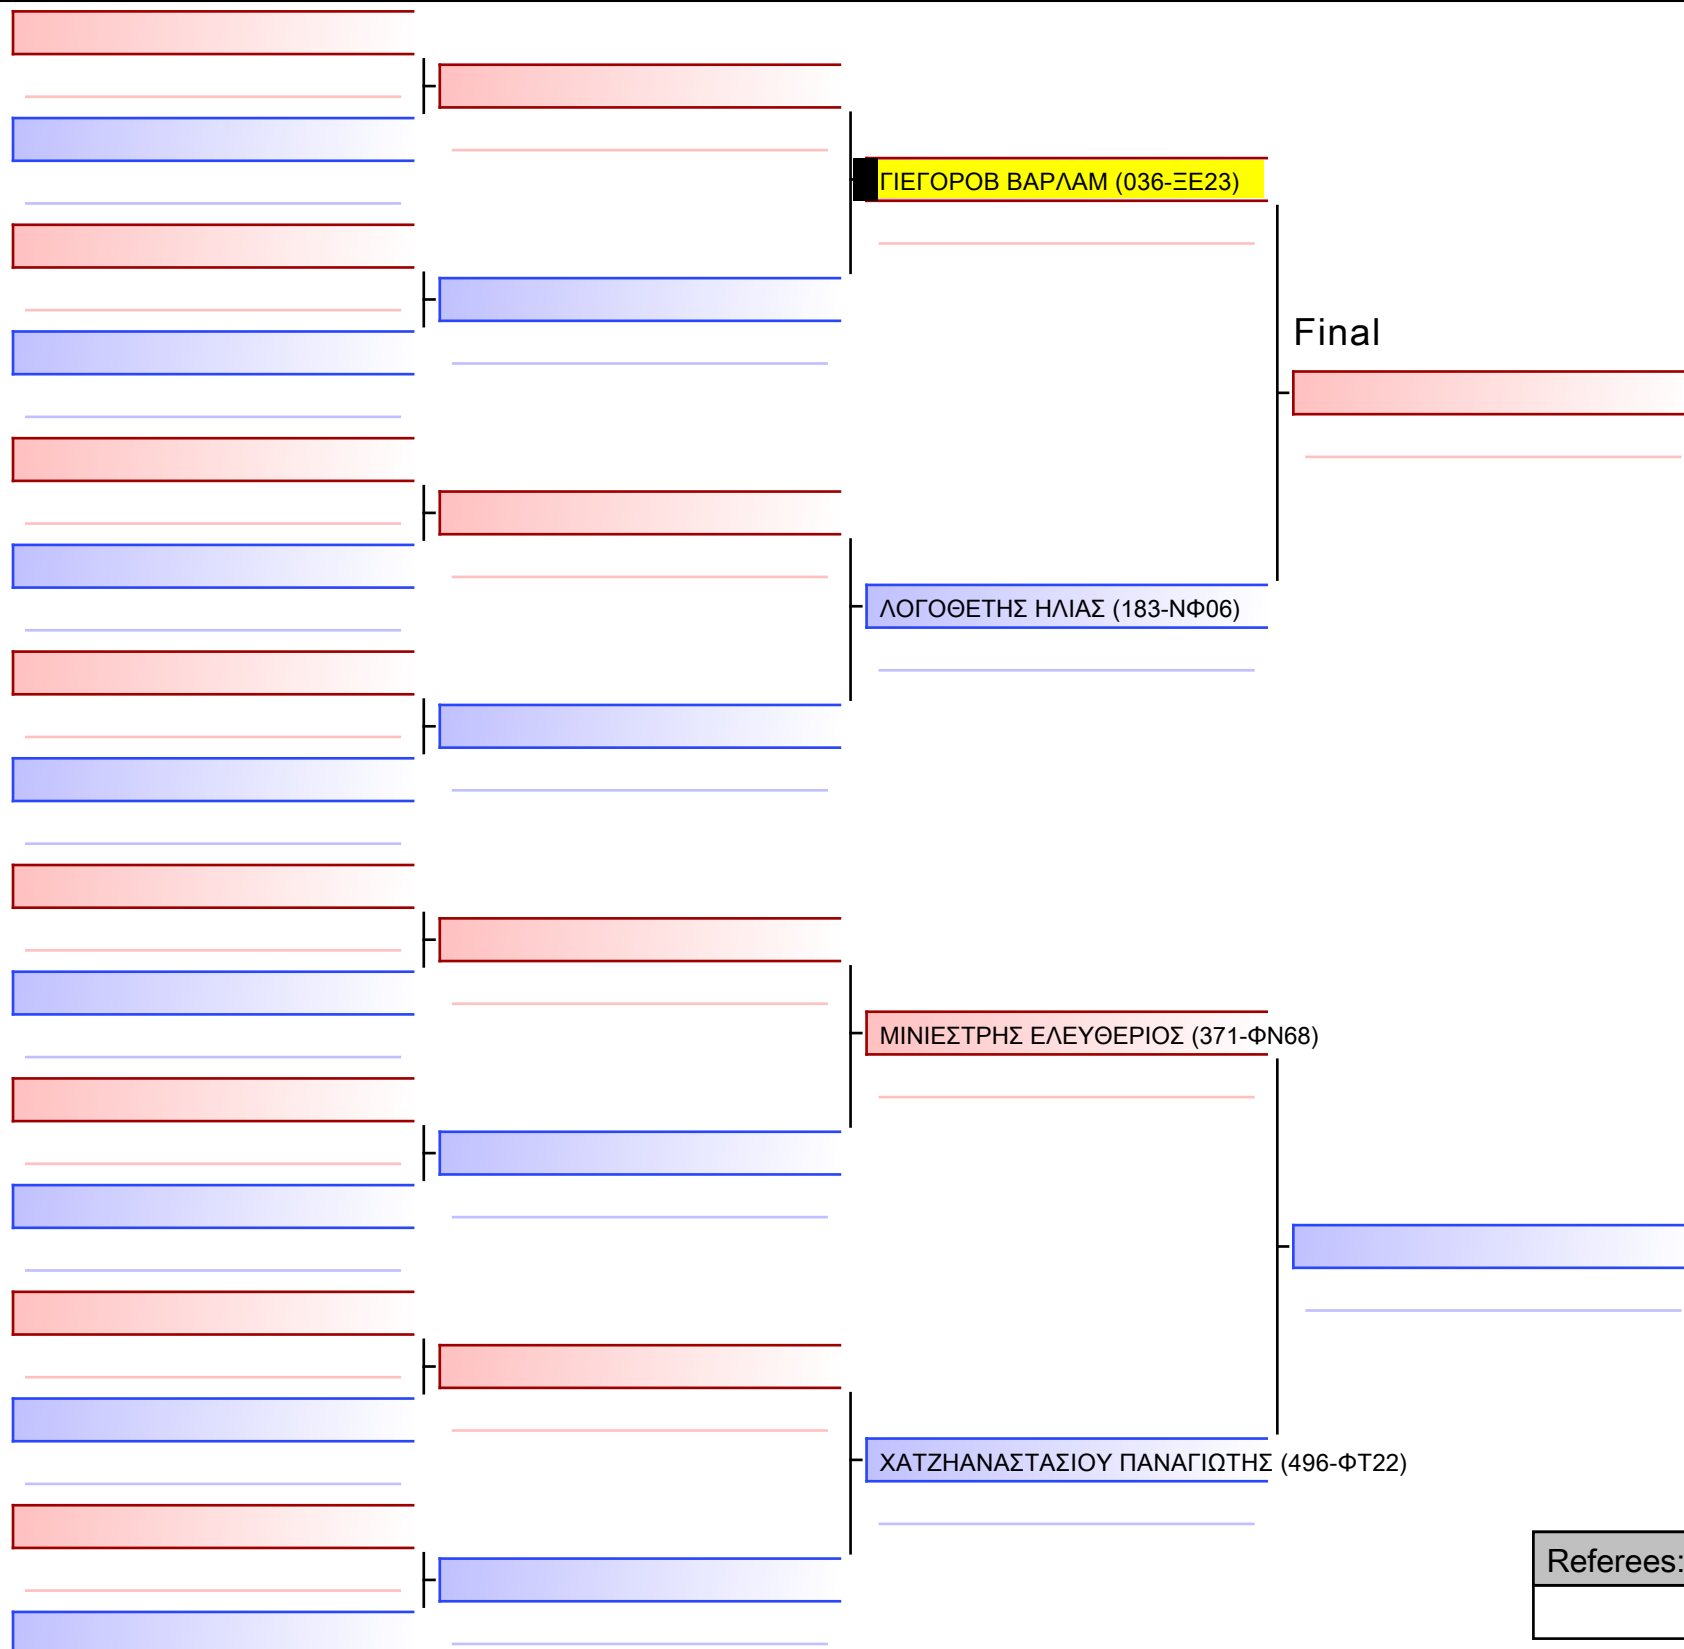 ΓΙΕΓΟΡΟΒ ΒΑΡΛΑΜ (036-ΞΕ23)
Final
ΛΟΓΟΘΕΤΗΣ ΗΛΙΑΣ (183-ΝΦ06)
ΜΙΝΙΕΣΤΡΗΣ ΕΛΕΥΘΕΡΙΟΣ (371-ΦΝ68)
ΧΑΤΖΗΑΝΑΣΤΑΣΙΟΥ ΠΑΝΑΓΙΩΤΗΣ (496-ΦΤ22)
Referees: